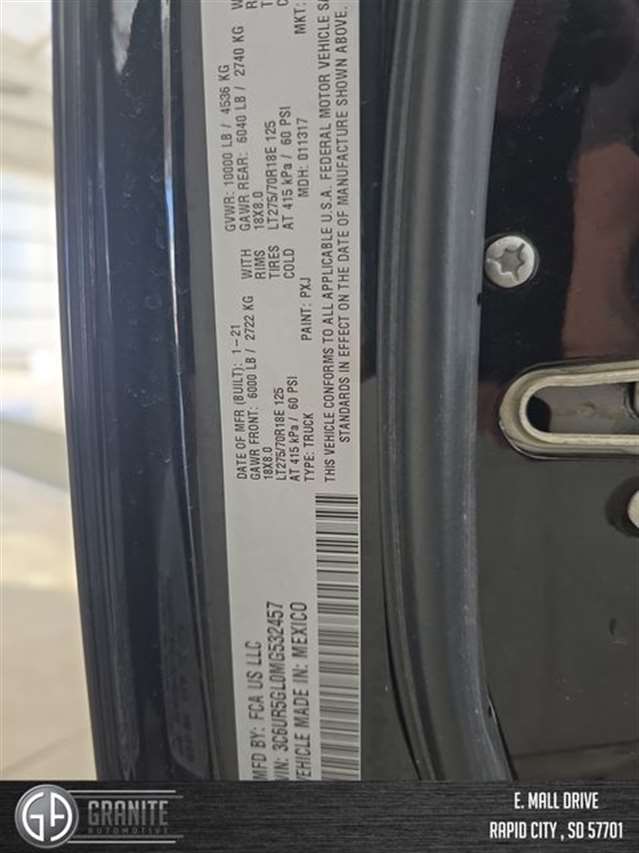 MFD BY: FCA US LLC
VIN: 3C6UR5GL0MG532457
VEHICLE MADE IN: MEXICO
DATE OF MFR (BUILT): 1-21
GVWR: 10000 LB / 4536 KG
GAWR FRONT: 6000 LB / 2722 KG
WITH
GAWR REAR: 6040 LB / 2740 KG
18X8.0
RIMS
18X8.0
LT275/70R18E 125
TIRES
LT275/70R18E 125
AT 415 kPa / 60 PSI
COLD
AT 415 kPa / 60 PSI
TYPE: TRUCK
PAINT: PXJ
MDH: 011317
MKT:
THIS VEHICLE CONFORMS TO ALL APPLICABLE U.S.A. FEDERAL MOTOR VEHICLE SA
STANDARDS IN EFFECT ON THE DATE OF MANUFACTURE SHOWN ABOVE.
GA GRANITE
AUTOMOTIVE
E. MALL DRIVE
RAPID CITY , SD 57701